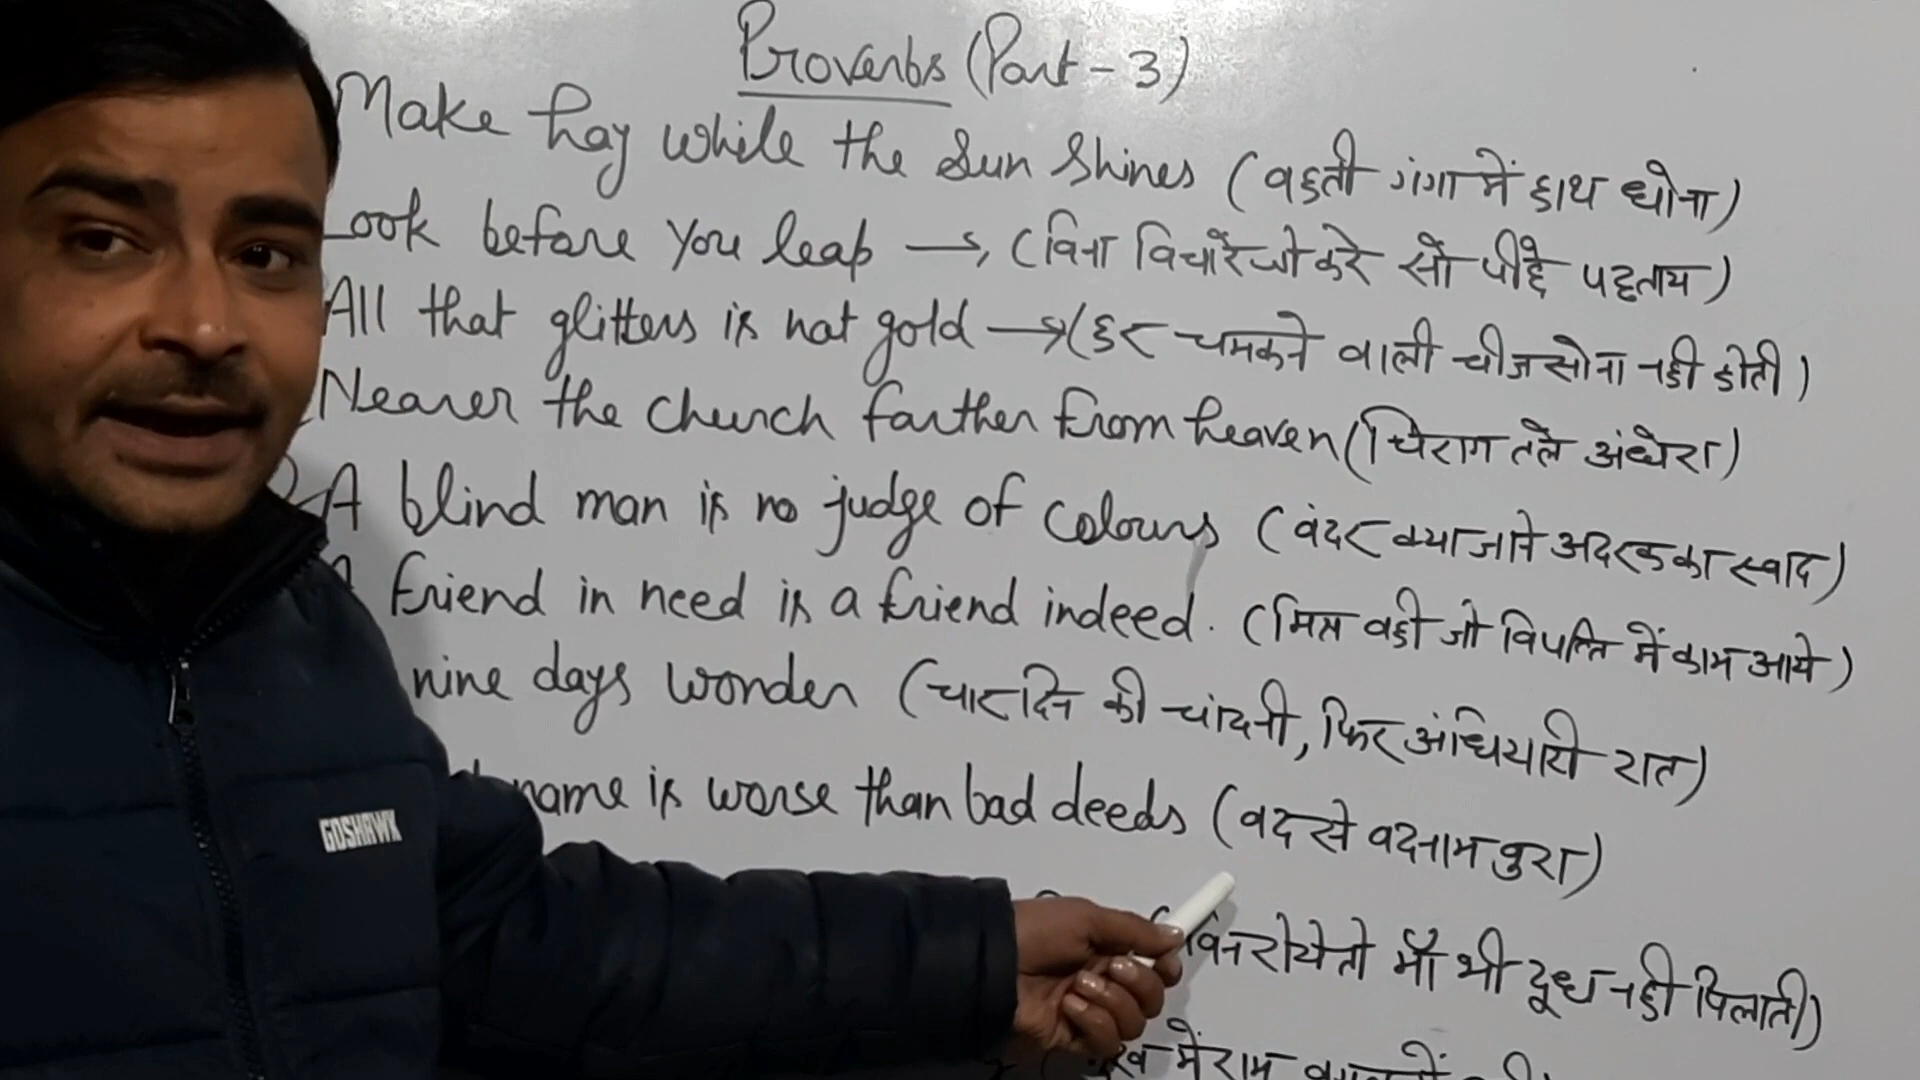 Proverbs (Part - 3)
Make hay while the Sun Shines (बहती गंगा में हाथ धोना)
Look before you leap → (बिना विचारे जो करे सो पीछे पछताय)
All that glitters is not gold → (हर चमकने वाली चीज सोना नही होती)
Nearer the church farther from heaven (चिराग तले अंधेरा)
A blind man is no judge of colours (बंदर क्या जाने अदरक का स्वाद)
A friend in need is a friend indeed. (मित्र वही जो विपत्ति में काम आये)
nine days wonder (चार दिन की चांदनी, फिर अंधियारी रात)
name is worse than bad deeds (बद से बदनाम बुरा)
GOSHAWK
बिन रोये तो माँ भी दूध नही पिलाती)
में राम